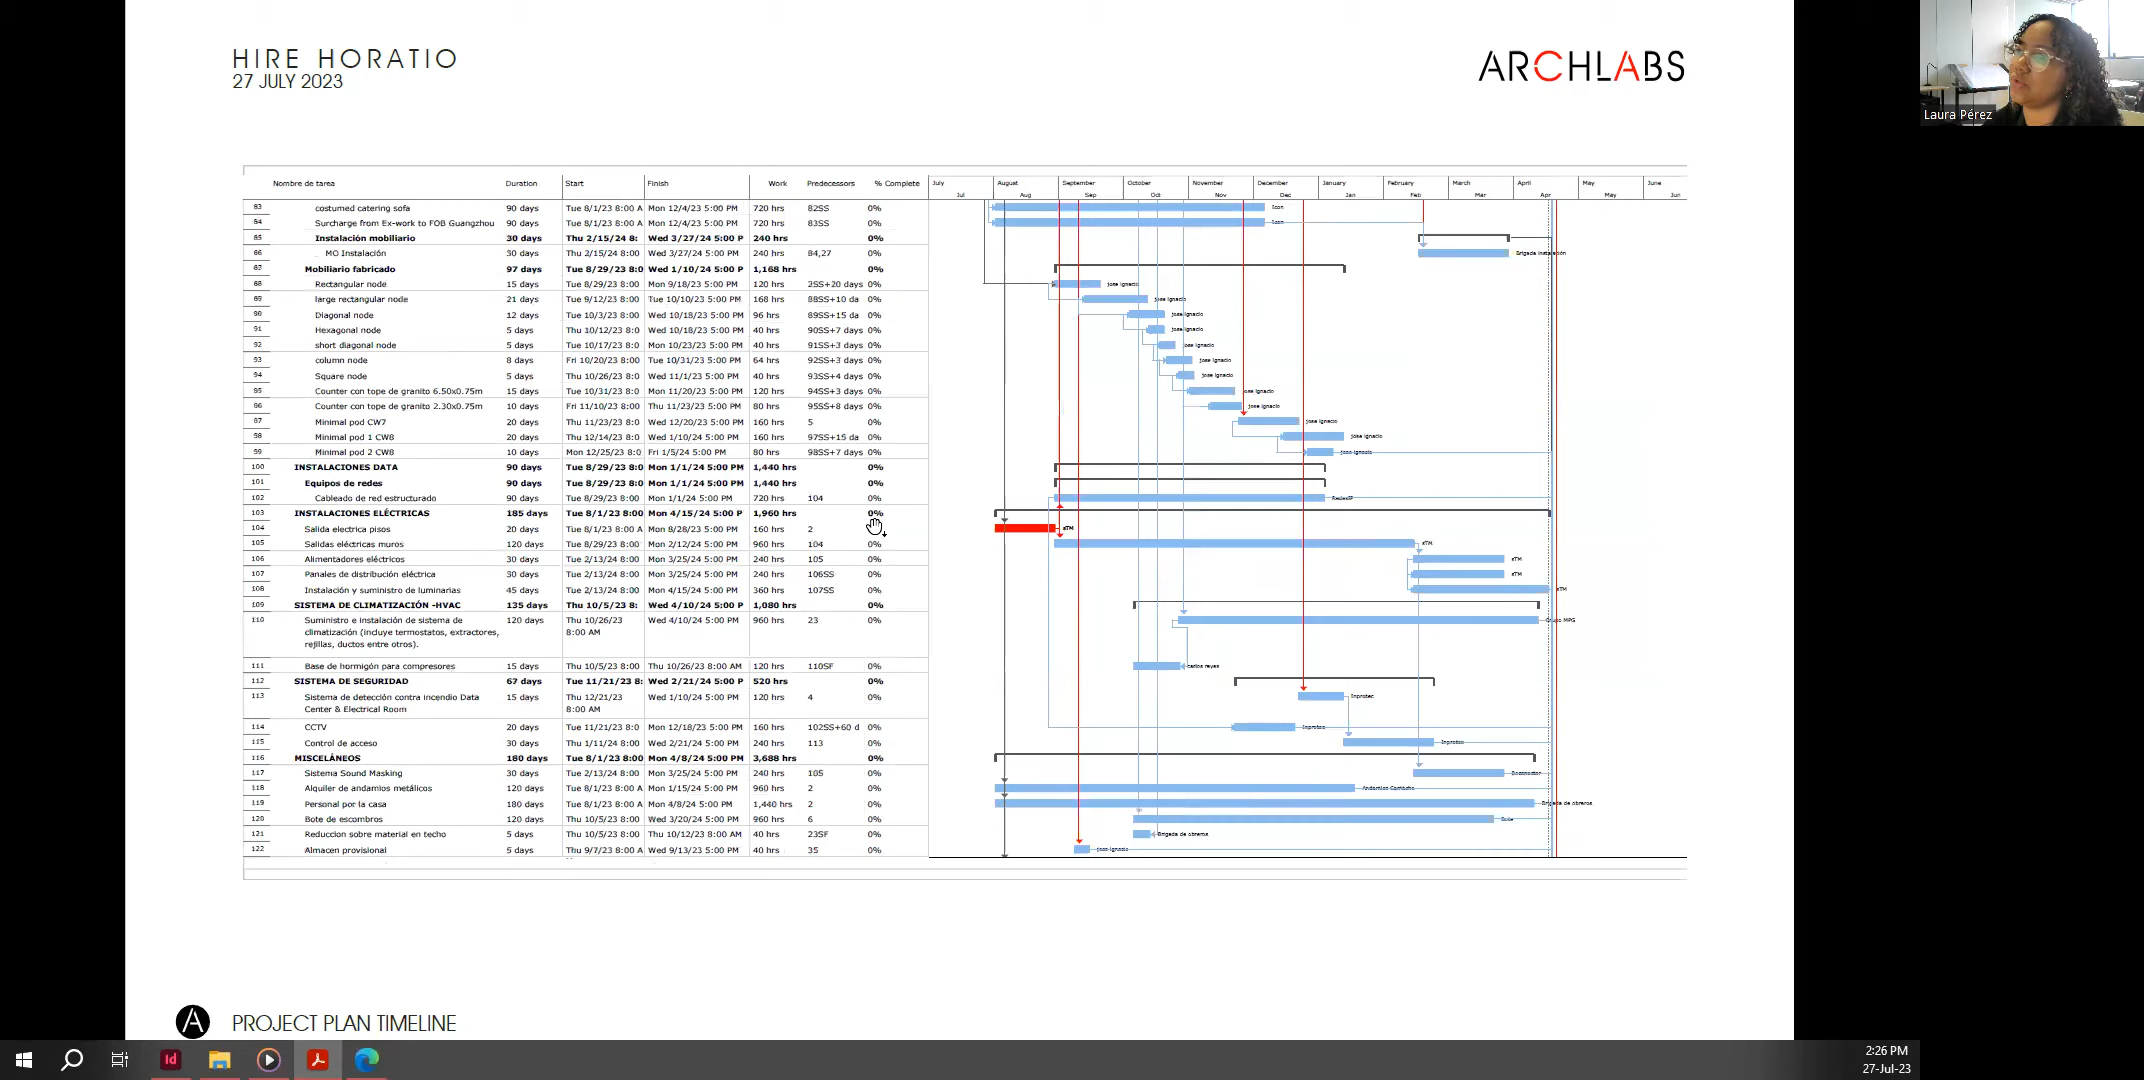 HIRE HORATIO
27 JULY 2023
ARCHLABS
Laura Pérez
Nombre de tarea Duration Start Finish Work Predecessors % Complete July August September October November December January February March April May June
Jul Aug Sep Oct Nov Dec Jan Feb Mar Apr May Jun
83 costumed catering sofa 90 days Tue 8/1/23 8:00 A Mon 12/4/23 5:00 PM 720 hrs 82SS 0% Icon
84 Surcharge from Ex-work to FOB Guangzhou 90 days Tue 8/1/23 8:00 A Mon 12/4/23 5:00 PM 720 hrs 83SS 0% Icon
85 Instalación mobiliario 30 days Thu 2/15/24 8: Wed 3/27/24 5:00 P 240 hrs 0%
86 MO Instalación 30 days Thu 2/15/24 8: Wed 3/27/24 5:00 PM 240 hrs 84,27 0% Brigada Instalación
87 Mobiliario fabricado 97 days Tue 8/29/23 8:0 Wed 1/10/24 5:00 P 1,168 hrs 0%
88 Rectangular node 15 days Tue 8/29/23 8:0 Mon 9/18/23 5:00 PM 120 hrs 2SS+20 days 0% jose ignacio
89 large rectangular node 21 days Tue 9/12/23 8:0 Tue 10/10/23 5:00 PM 168 hrs 88SS+10 da 0% jose ignacio
90 Diagonal node 12 days Tue 10/3/23 8:0 Wed 10/18/23 5:00 PM 96 hrs 89SS+15 da 0% jose ignacio
91 Hexagonal node 5 days Thu 10/12/23 8:0 Wed 10/18/23 5:00 PM 40 hrs 90SS+7 days 0% jose ignacio
92 short diagonal node 5 days Tue 10/17/23 8:0 Mon 10/23/23 5:00 PM 40 hrs 91SS+3 days 0% jose ignacio
93 column node 8 days Fri 10/20/23 8:00 Tue 10/31/23 5:00 PM 64 hrs 92SS+3 days 0% jose ignacio
94 Square node 5 days Thu 10/26/23 8:0 Wed 11/1/23 5:00 PM 40 hrs 93SS+4 days 0% jose ignacio
95 Counter con tope de granito 6.50x0.75m 15 days Tue 10/31/23 8:0 Mon 11/20/23 5:00 PM 120 hrs 94SS+3 days 0% jose ignacio
96 Counter con tope de granito 2.30x0.75m 10 days Fri 11/10/23 8:00 Thu 11/23/23 5:00 PM 80 hrs 95SS+8 days 0% jose ignacio
97 Minimal pod CW7 20 days Thu 11/23/23 8:0 Wed 12/20/23 5:00 PM 160 hrs 5 0% jose ignacio
98 Minimal pod 1 CW8 20 days Thu 12/14/23 8:0 Wed 1/10/24 5:00 PM 160 hrs 97SS+15 da 0% jose ignacio
99 Minimal pod 2 CW8 10 days Mon 12/25/23 8:0 Fri 1/5/24 5:00 PM 80 hrs 98SS+7 days 0% jose ignacio
100 INSTALACIONES DATA 90 days Tue 8/29/23 8:0 Mon 1/1/24 5:00 PM 1,440 hrs 0%
101 Equipos de redes 90 days Tue 8/29/23 8:0 Mon 1/1/24 5:00 PM 1,440 hrs 0%
102 Cableado de red estructurado 90 days Tue 8/29/23 8:00 Mon 1/1/24 5:00 PM 720 hrs 104 0%
103 INSTALACIONES ELÉCTRICAS 185 days Tue 8/1/23 8:00 Mon 4/15/24 5:00 P 1,960 hrs 0%
104 Salida electrica pisos 20 days Tue 8/1/23 8:00 A Mon 8/28/23 5:00 PM 160 hrs 2 0% sTM
105 Salidas eléctricas muros 120 days Tue 8/29/23 8:00 Mon 2/12/24 5:00 PM 960 hrs 104 0% sTM
106 Alimentadores eléctricos 30 days Tue 2/13/24 8:00 Mon 3/25/24 5:00 PM 240 hrs 105 0% sTM
107 Panales de distribución eléctrica 30 days Tue 2/13/24 8:00 Mon 3/25/24 5:00 PM 240 hrs 106SS 0% sTM
108 Instalación y suministro de luminarias 45 days Tue 2/13/24 8:00 Mon 4/15/24 5:00 PM 360 hrs 107SS 0% sTM
109 SISTEMA DE CLIMATIZACIÓN -HVAC 135 days Thu 10/5/23 8: Wed 4/10/24 5:00 P 1,080 hrs 0%
110 Suministro e instalación de sistema de 120 days Thu 10/26/23 Wed 4/10/24 5:00 PM 960 hrs 23 0% Grupo MPG
climatización (incluye termostatos, extractores, 8:00 AM
rejillas, ductos entre otros).
111 Base de hormigón para compresores 15 days Thu 10/5/23 8:00 Thu 10/26/23 8:00 AM 120 hrs 110SF 0% carlos reyes
112 SISTEMA DE SEGURIDAD 67 days Tue 11/21/23 8: Wed 2/21/24 5:00 P 520 hrs 0%
113 Sistema de detección contra incendio Data 15 days Thu 12/21/23 Wed 1/10/24 5:00 PM 120 hrs 4 0% Inprotec
Center & Electrical Room 8:00 AM
114 CCTV 20 days Tue 11/21/23 8:0 Mon 12/18/23 5:00 PM 160 hrs 102SS+60 d 0% Inprotec
115 Control de acceso 30 days Thu 1/11/24 8:00 Wed 2/21/24 5:00 PM 240 hrs 113 0% Inprotec
116 MISCELÁNEOS 180 days Tue 8/1/23 8:00 Mon 4/8/24 5:00 PM 3,688 hrs 0%
117 Sistema Sound Masking 30 days Tue 2/13/24 8:00 Mon 3/25/24 5:00 PM 240 hrs 105 0%
118 Alquiler de andamios metálicos 120 days Tue 8/1/23 8:00 A Mon 1/15/24 5:00 PM 960 hrs 2 0% Andamios
119 Personal por la casa 180 days Tue 8/1/23 8:00 A Mon 4/8/24 5:00 PM 1,440 hrs 2 0% Brigada de obreros
120 Bote de escombros 120 days Thu 10/5/23 8:00 Wed 3/20/24 5:00 PM 960 hrs 6 0% Bote
121 Reduccion sobre material en techo 5 days Thu 10/5/23 8:00 Thu 10/12/23 8:00 AM 40 hrs 23SF 0% Brigada de obreros
122 Almacen provisional 5 days Thu 9/7/23 8:00 A Wed 9/13/23 5:00 PM 40 hrs 35 0% jose ignacio
A PROJECT PLAN TIMELINE
Id
2:26 PM
27-Jul-23